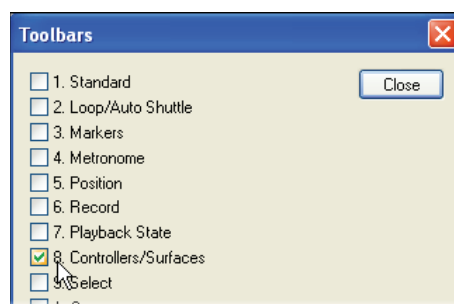 Toolbars
1. Standard
Close
2. Loop/Auto Shuttle
3. Markers
4. Metronome
5. Position
6. Record
7. Playback State
8. Controllers/Surfaces
9. Select